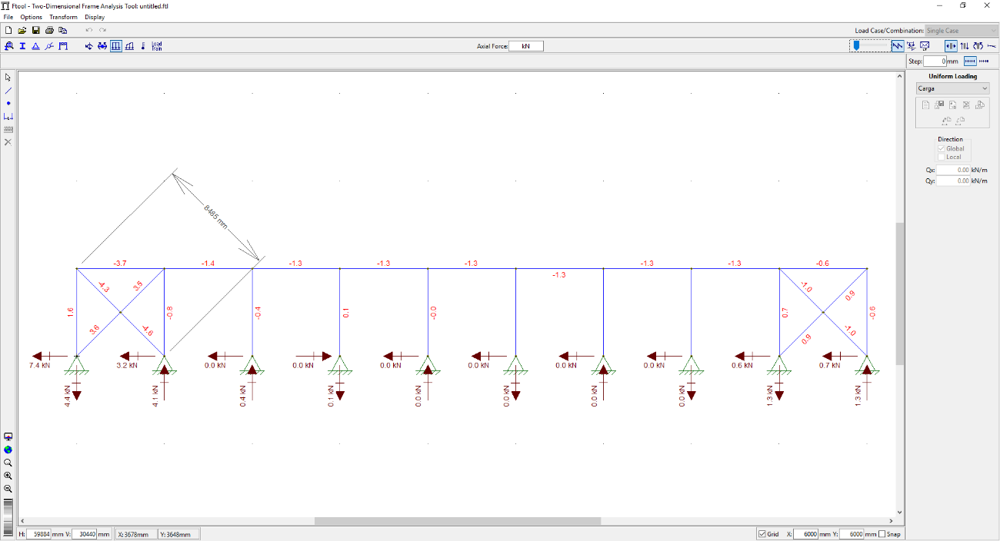 Ftool - Two-Dimensional Frame Analysis Tool: untitled.ftl
File Options Transform Display
Load Case/Combination: Single Case
Load Train
Axial Force: kN
Step: 0 mm
Uniform Loading
Carga
Direction
Global
Local
Qx: 0.00 kN/m
Qy: 0.00 kN/m
8485 mm
-3.7 -1.4 -1.3 -1.3 -1.3 -1.3 -1.3 -1.3 -0.6
-4.3 3.5 -1.0 0.9
1.6 -0.8 -0.4 0.1 -0.0 0.7 -0.6
3.6 -4.6 0.9 -1.0
7.4 kN 3.2 kN 0.0 kN 0.0 kN 0.0 kN 0.0 kN 0.0 kN 0.0 kN 0.6 kN 0.7 kN
4.4 kN 4.1 kN 0.4 kN 0.1 kN 0.0 kN 0.0 kN 0.0 kN 0.0 kN 1.3 kN 1.3 kN
H: 59884 mm V: 30440 mm X: 3678mm Y: 3648mm
Grid X: 6000 mm Y: 6000 mm Snap